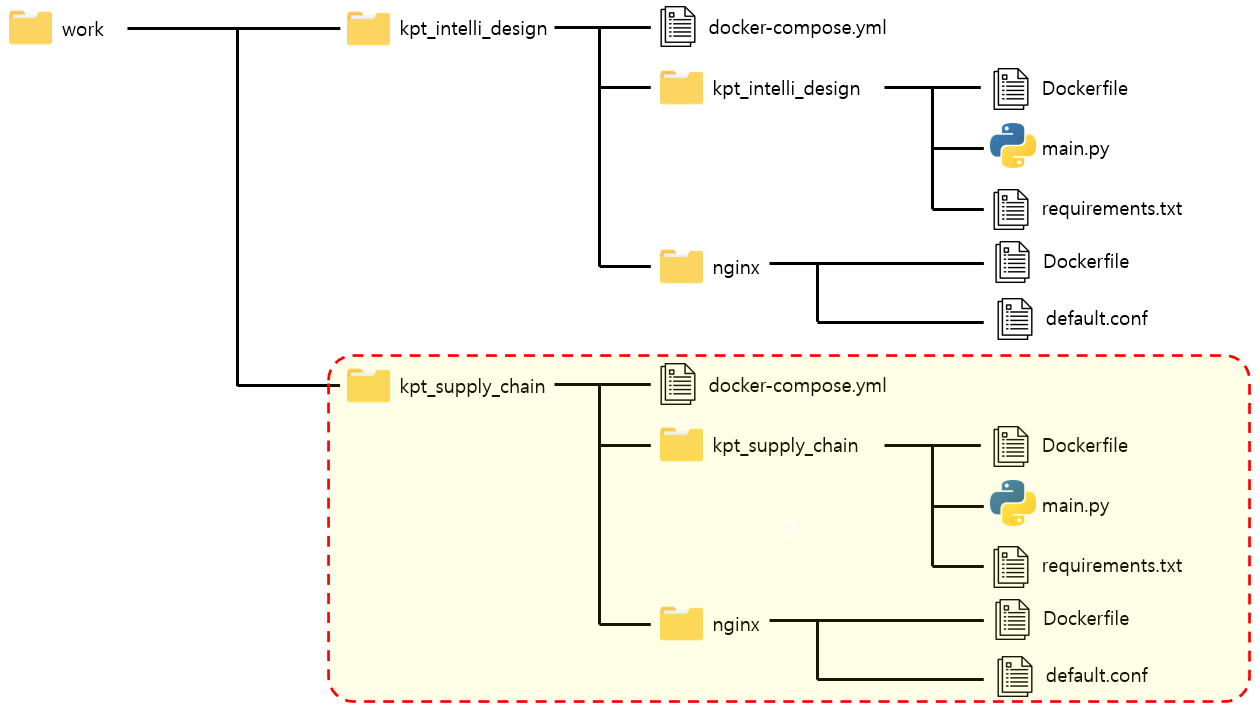 work
kpt_intelli_design
docker-compose.yml
kpt_intelli_design
Dockerfile
main.py
requirements.txt
nginx
Dockerfile
default.conf
kpt_supply_chain
docker-compose.yml
kpt_supply_chain
Dockerfile
main.py
requirements.txt
nginx
Dockerfile
default.conf